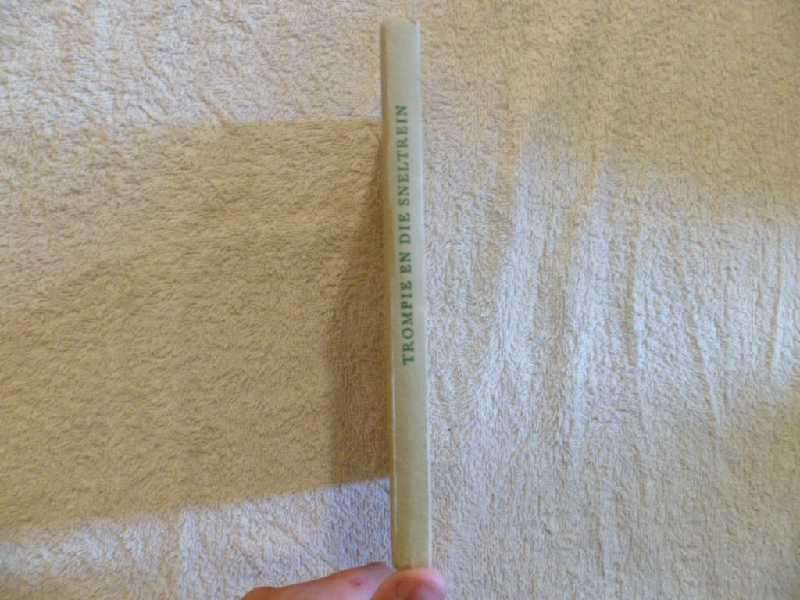 TROMPIE EN DIE SNELTREIN